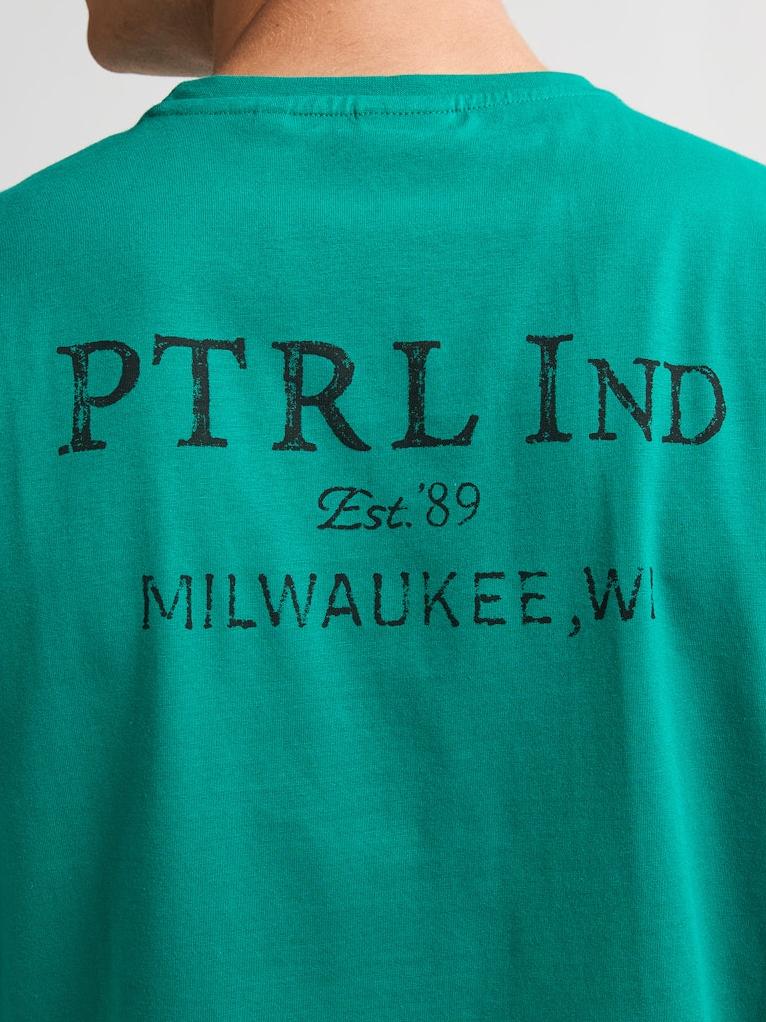 PTRL IND
Est.'89
MILWAUKEE, WI